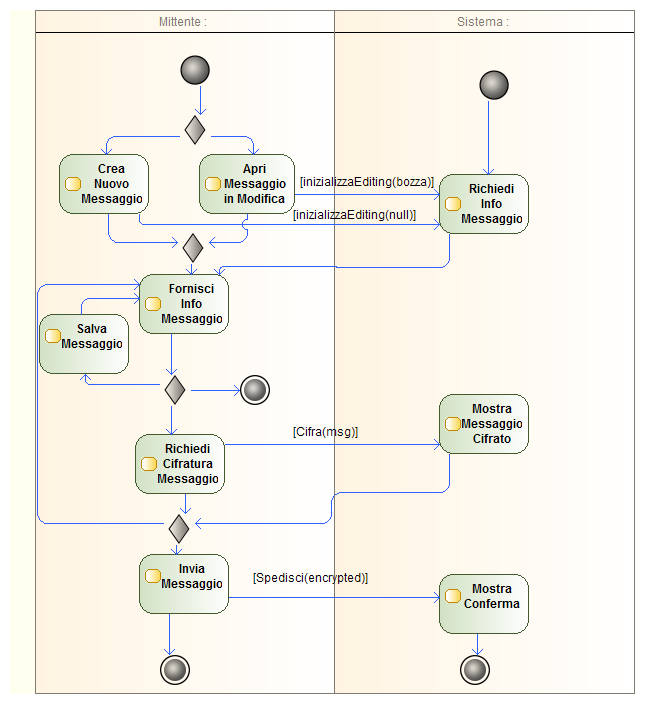 Mittente :
Sistema :
Crea
Nuovo
Messaggio
Apri
Messaggio
in Modifica
[inizializzaEditing(bozza)]
[inizializzaEditing(null)]
Richiedi
Info
Messaggio
Fornisci
Info
Messaggio
Salva
Messaggio
Richiedi
Cifratura
Messaggio
[Cifra(msg)]
Mostra
Messaggio
Cifrato
Invia
Messaggio
[Spedisci(encrypted)]
Mostra
Conferma